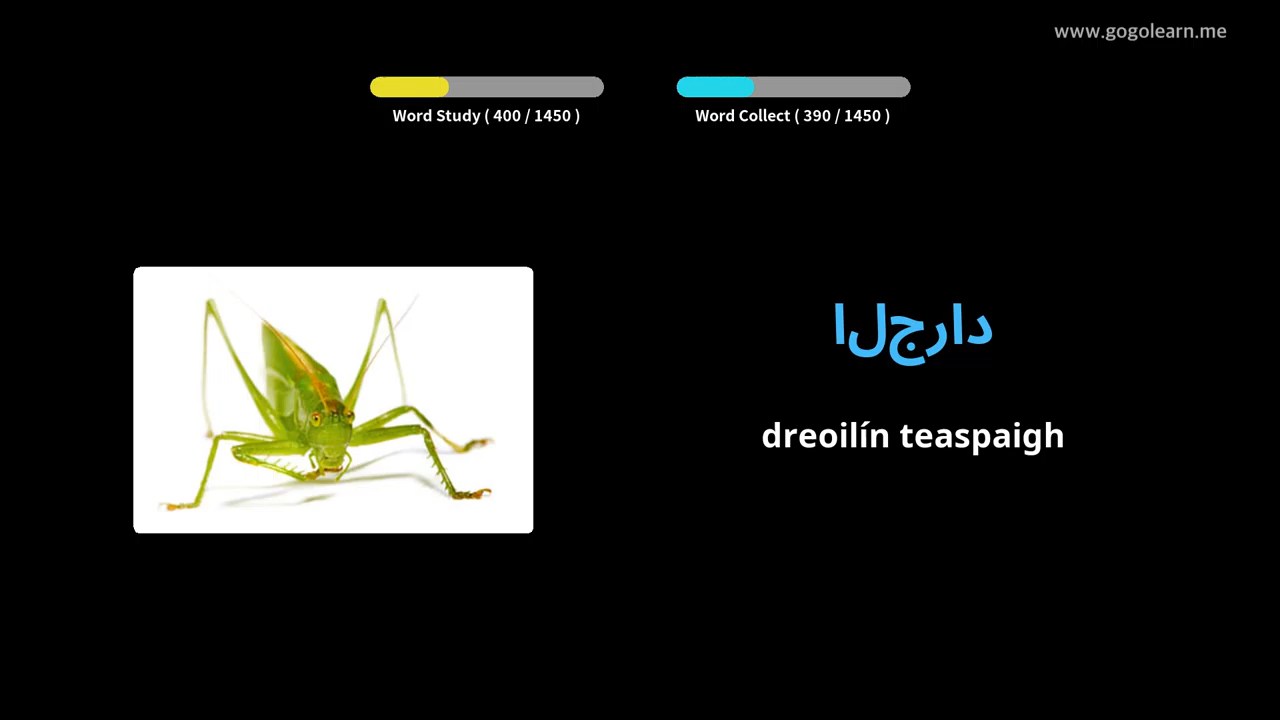 www.gogolearn.me
Word Study ( 400 / 1450 )
Word Collect ( 390 / 1450 )
الجراد
dreoilín teaspaigh